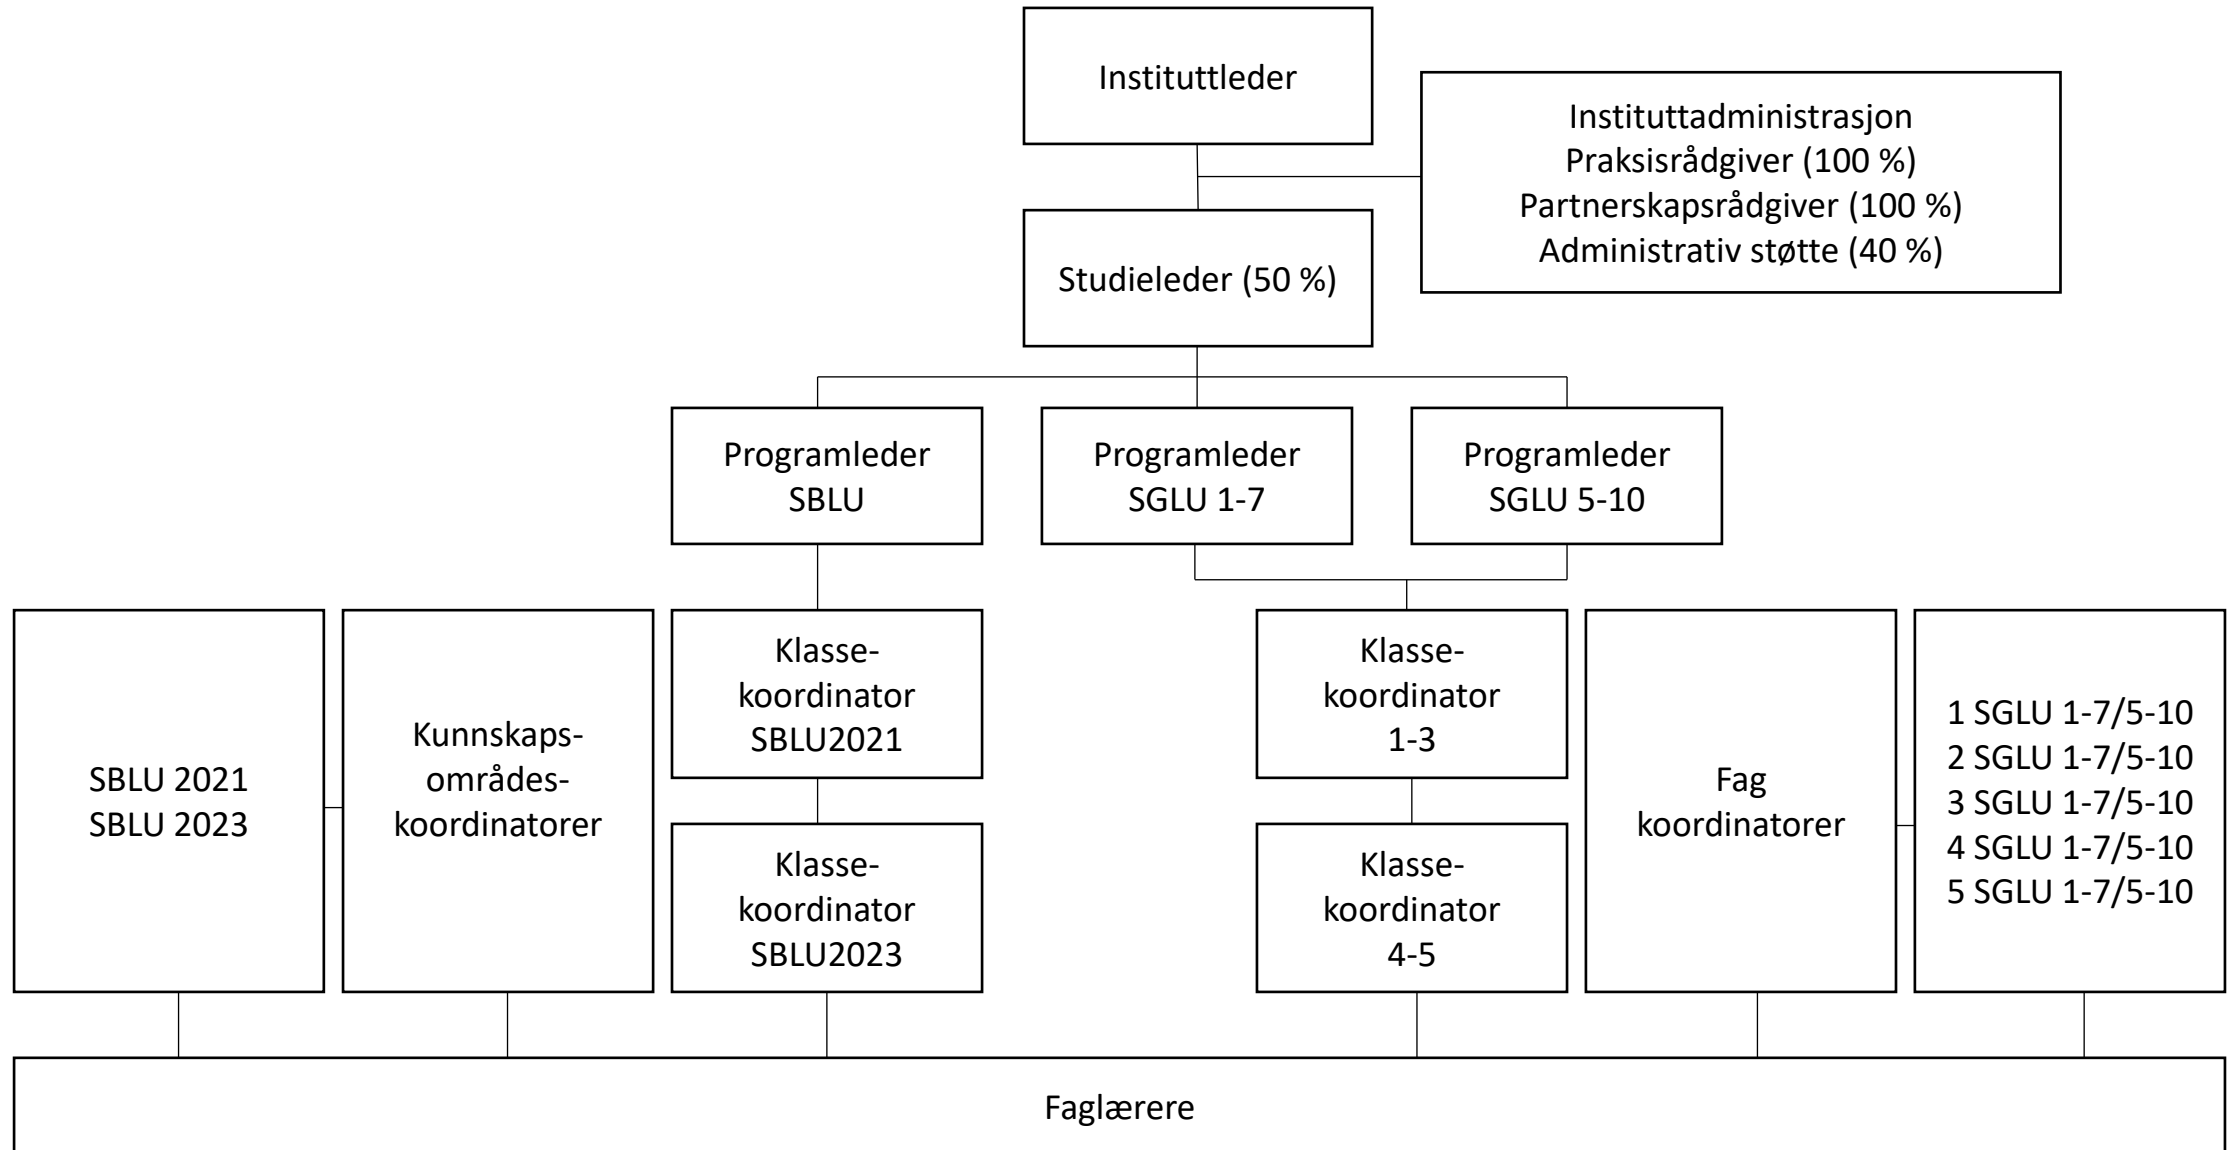 Instituttleder
Instituttadministrasjon
Praksisrådgiver (100 %)
Partnerskapsrådgiver (100 %)
Administrativ støtte (40 %)
Studieleder (50 %)
Programleder
SBLU
Programleder
SGLU 1-7
Programleder
SGLU 5-10
SBLU 2021
SBLU 2023
Kunnskaps-
områdes-
koordinatorer
Klasse-
koordinator
SBLU2021
Klasse-
koordinator
SBLU2023
Klasse-
koordinator
1-3
Klasse-
koordinator
4-5
Fag
koordinatorer
1 SGLU 1-7/5-10
2 SGLU 1-7/5-10
3 SGLU 1-7/5-10
4 SGLU 1-7/5-10
5 SGLU 1-7/5-10
Faglærere